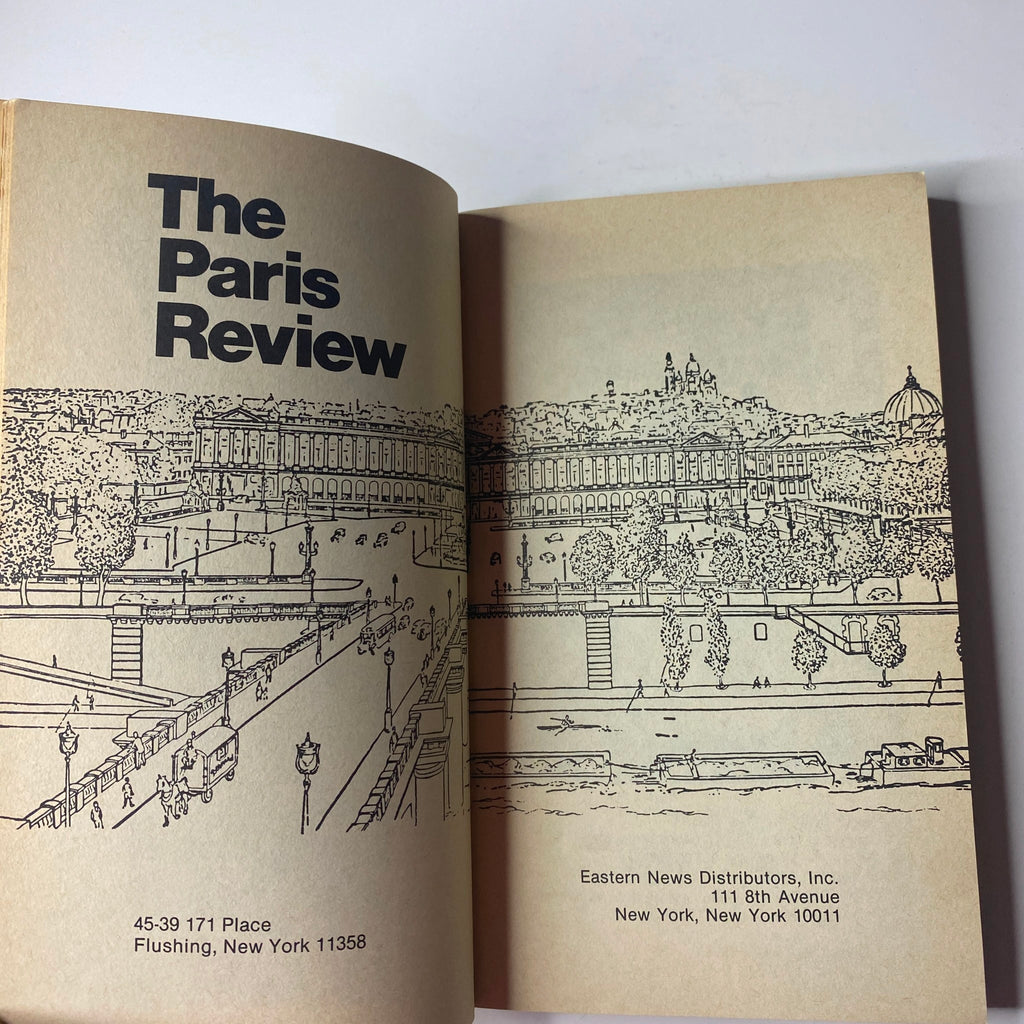 The
Paris
Review
45-39 171 Place
Flushing, New York 11358
Eastern News Distributors, Inc.
111 8th Avenue
New York, New York 10011